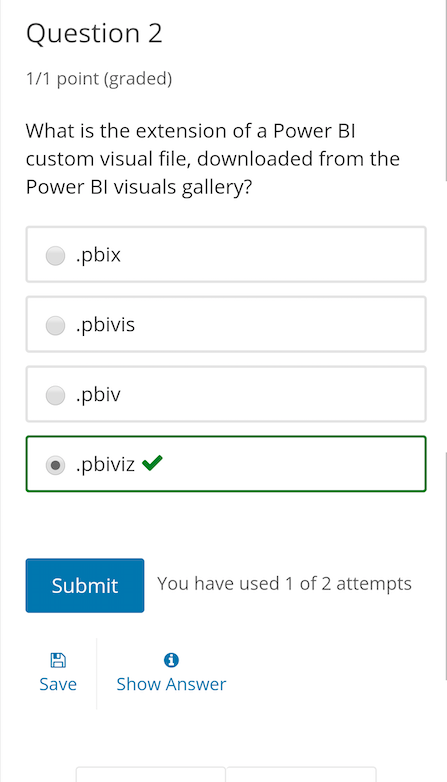 Question 2
1/1 point (graded)
What is the extension of a Power BI
custom visual file, downloaded from the
Power BI visuals gallery?
.pbix
.pbivis
.pbiv
.pbiviz
Submit
You have used 1 of 2 attempts
Save
Show Answer